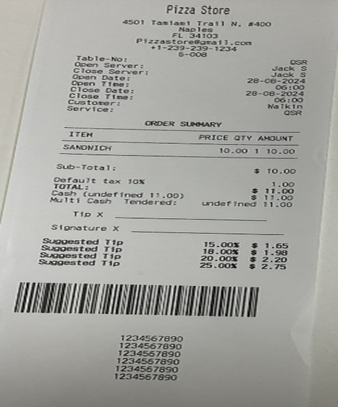 Pizza Store
4501 Tamiami Trail N, #400
Naples
FL 34103
Pizzastore@gmail.com
+1-239-239-1234
S-008
Table-No: QSR
Open Server: Jack S
Close Server: Jack S
Open Date: 28-08-2024
Open Time: 06:00
Close Date: 28-08-2024
Close Time: 06:00
Customer: Walkin
Service: QSR
ORDER SUMMARY
ITEM PRICE QTY AMOUNT
SANDWICH 10.00 1 10.00
Sub-Total: $ 10.00
Default tax 10% 1.00
TOTAL: $ 11.00
Cash (undefined 11.00) $ 11.00
Multi Cash Tendered: undefined 11.00
Tip X
Signature X
Suggested Tip 15.00% $ 1.65
Suggested Tip 18.00% $ 1.98
Suggested Tip 20.00% $ 2.20
Suggested Tip 25.00% $ 2.75
1234567890
1234567890
1234567890
1234567890
1234567890
1234567890